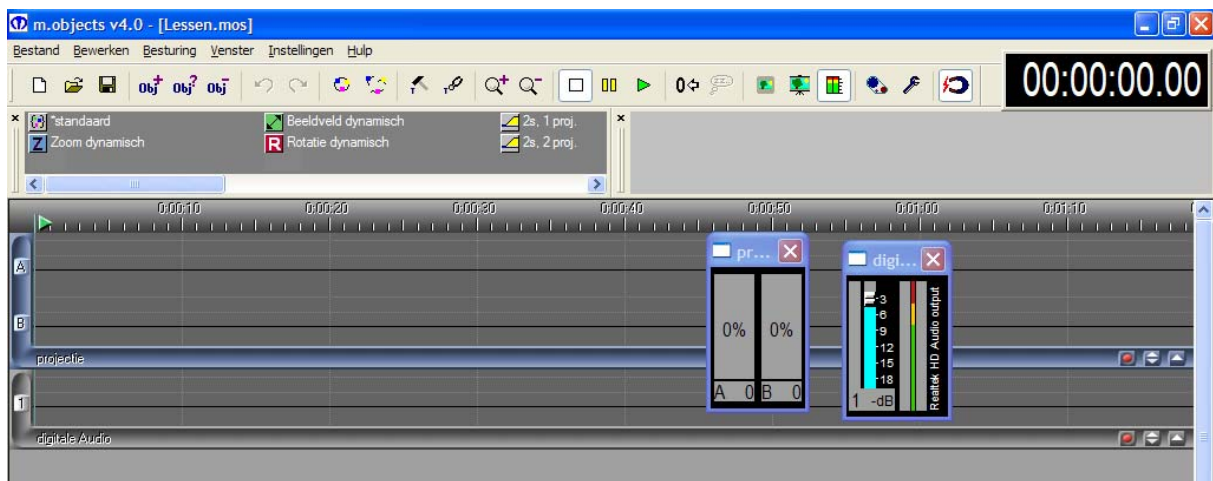 m.objects v4.0 - [Lessen.mos]
Bestand Bewerken Besturing Venster Instellingen Hulp
obj+ obj? obj-
00:00:00.00
*standaard Beeldveld dynamisch 2s, 1 proj.
Z Zoom dynamisch R Rotatie dynamisch 2s, 2 proj.
0:00:10 0:00:20 0:00:30 0:00:40 0:00:50 0:01:00 0:01:10
A
B
projectie
1
digitale Audio
pr...
0% 0%
A 0 B 0
digi...
-3
-6
-9
-12
-15
-18
1 -dB
Realtek HD Audio output